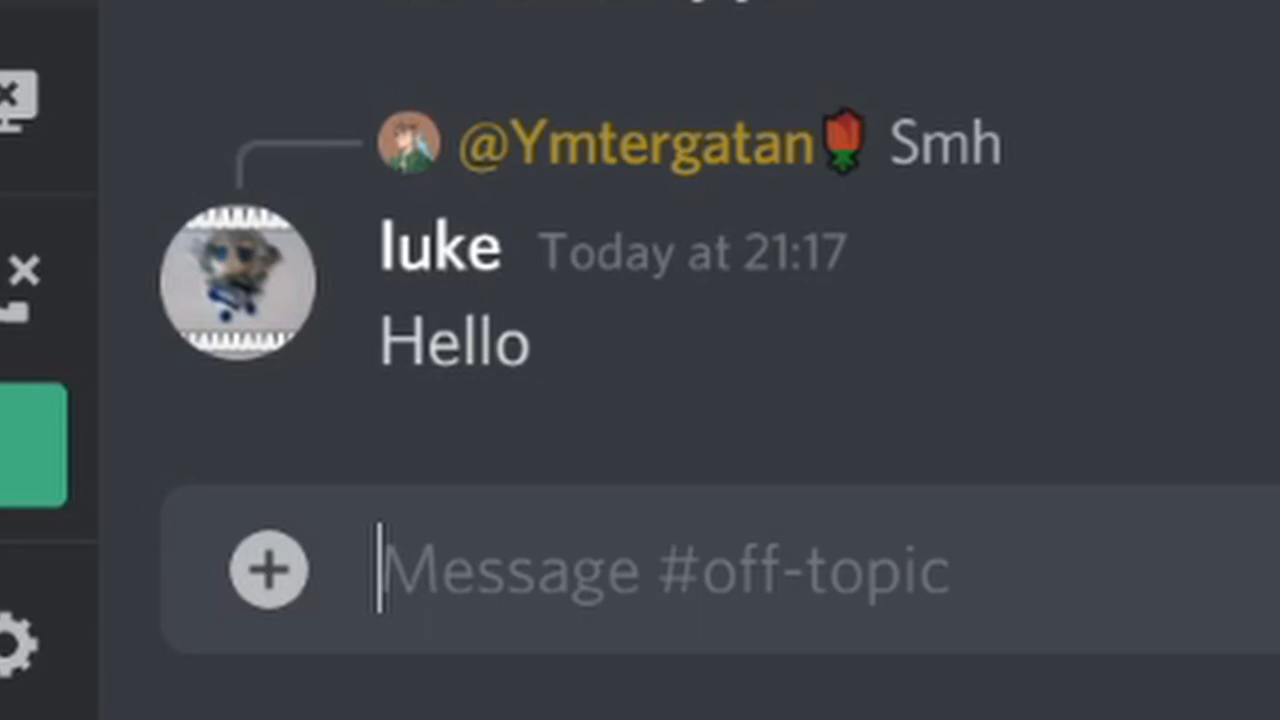 @Ymtergatan🌹 Smh
luke Today at 21:17
Hello
Message #off-topic